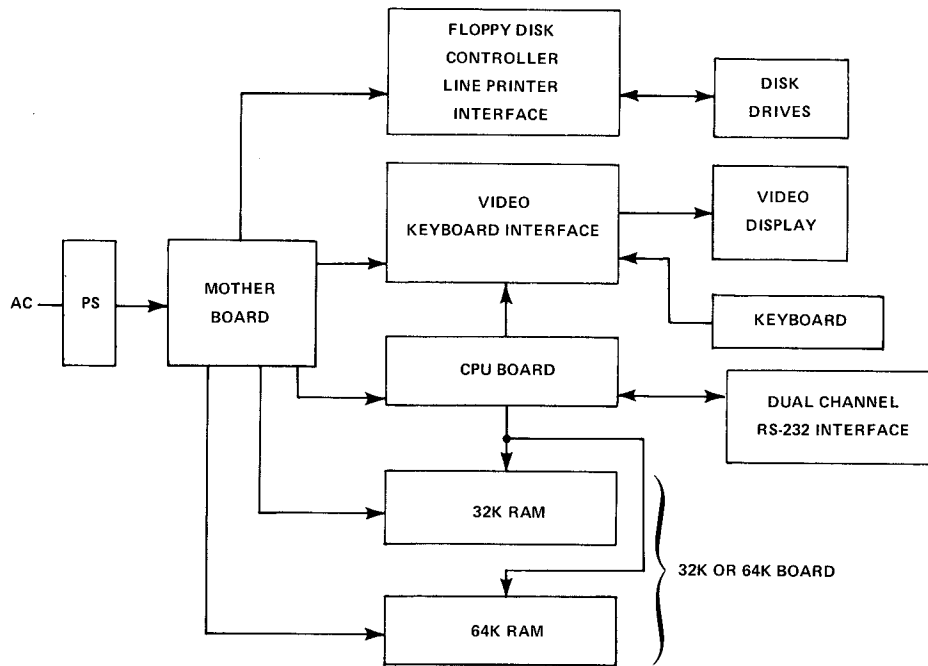 FLOPPY DISK
CONTROLLER
LINE PRINTER
INTERFACE
DISK
DRIVES
VIDEO
KEYBOARD INTERFACE
VIDEO
DISPLAY
AC
PS
MOTHER
BOARD
KEYBOARD
CPU BOARD
DUAL CHANNEL
RS-232 INTERFACE
32K RAM
32K OR 64K BOARD
64K RAM